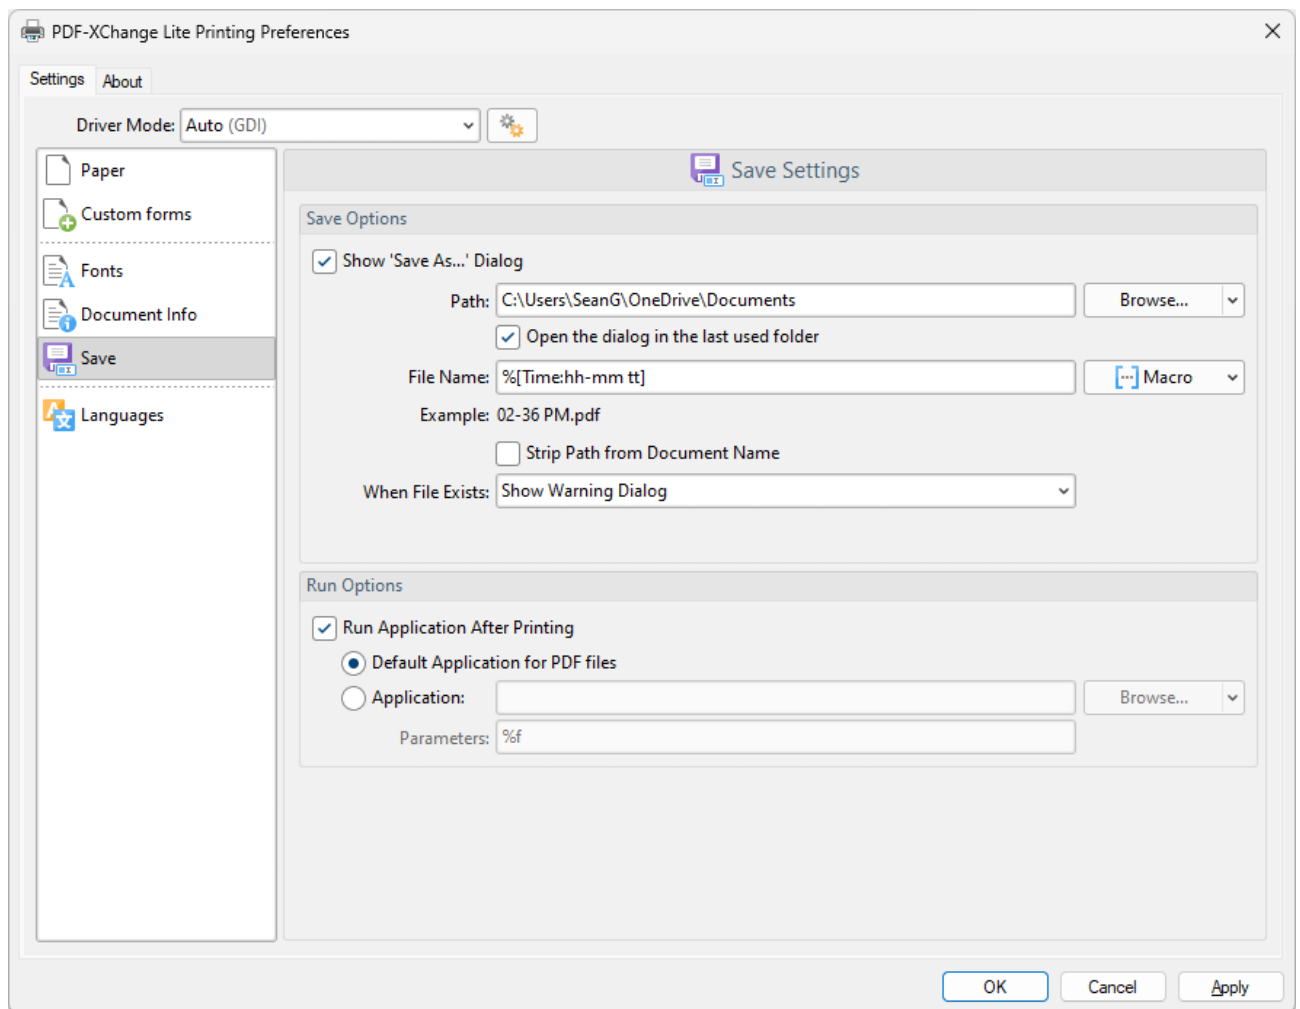 PDF-XChange Lite Printing Preferences
Settings About
Driver Mode: Auto (GDI)
Paper
Custom forms
Fonts
Document Info
Save
Languages
Save Settings
Save Options
Show 'Save As...' Dialog
Path: C:\Users\SeanG\OneDrive\Documents Browse...
Open the dialog in the last used folder
File Name: %[Time:hh-mm tt] Macro
Example: 02-36 PM.pdf
Strip Path from Document Name
When File Exists: Show Warning Dialog
Run Options
Run Application After Printing
Default Application for PDF files
Application: Browse...
Parameters: %f
OK Cancel Apply